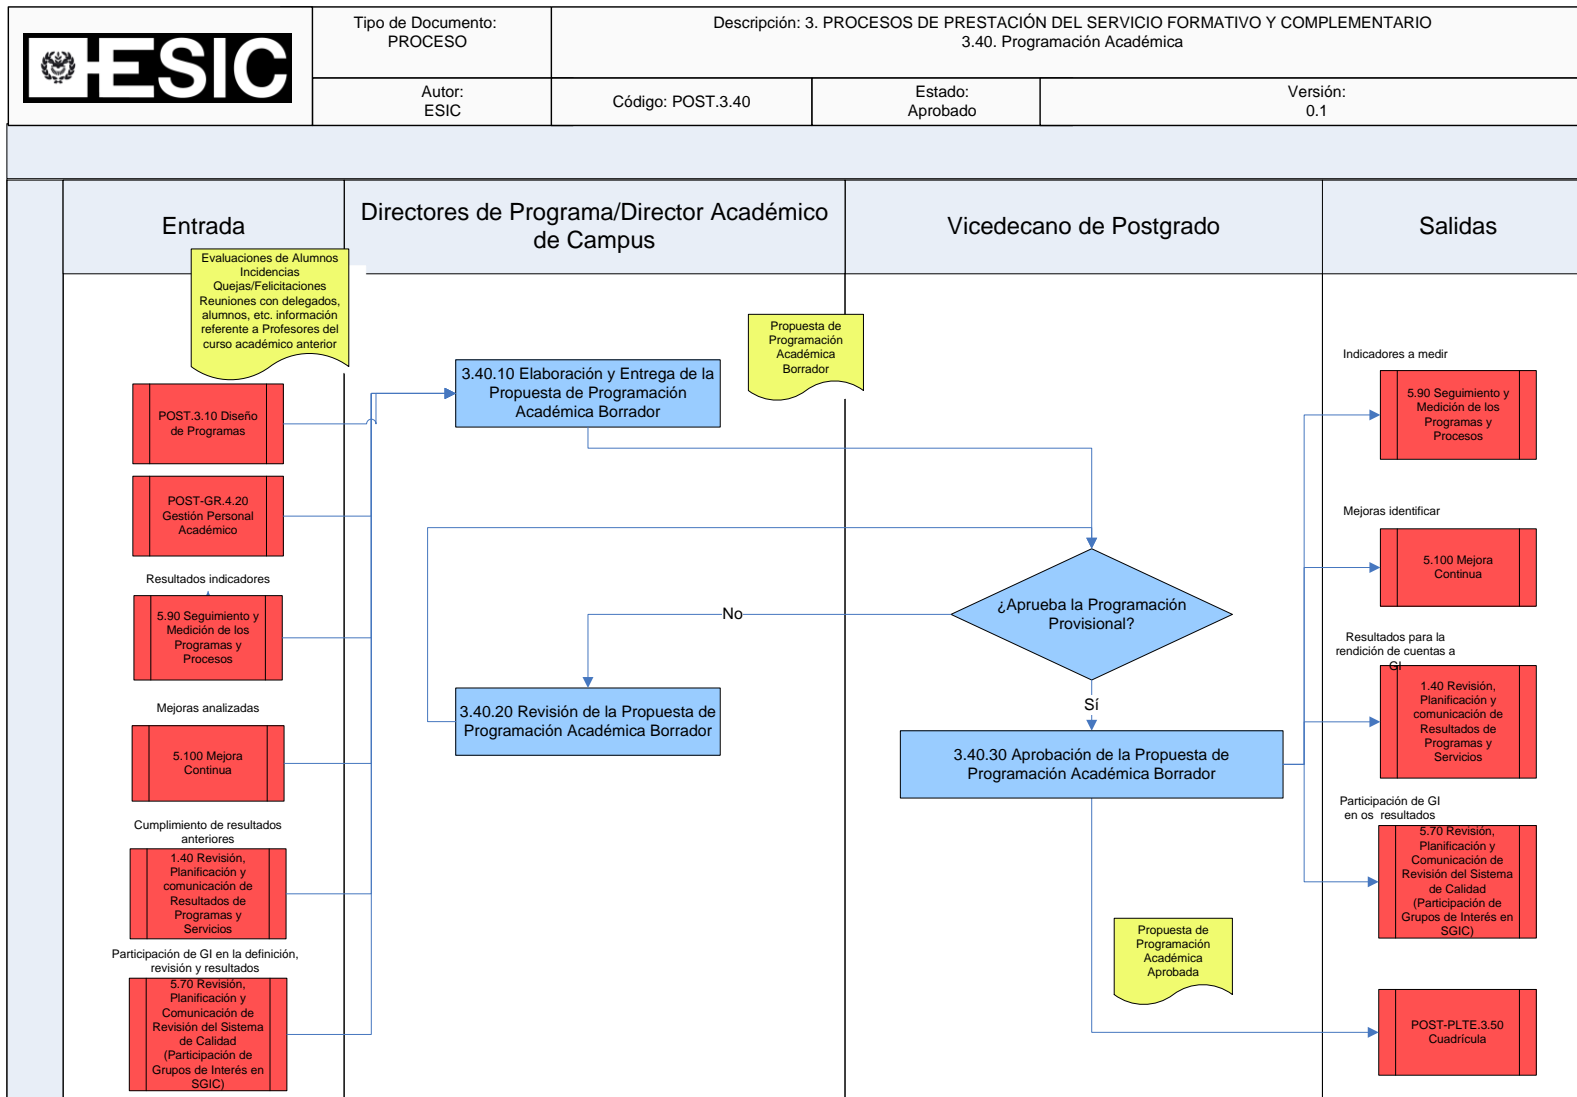 ESIC
Tipo de Documento:
PROCESO
Descripción: 3. PROCESOS DE PRESTACIÓN DEL SERVICIO FORMATIVO Y COMPLEMENTARIO
3.40. Programación Académica
Autor:
ESIC
Código: POST.3.40
Estado:
Aprobado
Versión:
0.1
Entrada
Directores de Programa/Director Académico
de Campus
Vicedecano de Postgrado
Salidas
Evaluaciones de Alumnos
Incidencias
Quejas/Felicitaciones
Reuniones con delegados,
alumnos, etc. información
referente a Profesores del
curso académico anterior
POST.3.10 Diseño
de Programas
POST-GR.4.20
Gestión Personal
Académico
Resultados indicadores
5.90 Seguimiento y
Medición de los
Programas y
Procesos
Mejoras analizadas
5.100 Mejora
Continua
Cumplimiento de resultados
anteriores
1.40 Revisión,
Planificación y
comunicación de
Resultados de
Programas y
Servicios
Participación de GI en la definición,
revisión y resultados
5.70 Revisión,
Planificación y
Comunicación de
Revisión del Sistema
de Calidad
(Participación de
Grupos de Interés en
SGIC)
3.40.10 Elaboración y Entrega de la
Propuesta de Programación
Académica Borrador
Propuesta de
Programación
Académica
Borrador
No
3.40.20 Revisión de la Propuesta de
Programación Académica Borrador
¿Aprueba la Programación
Provisional?
Sí
3.40.30 Aprobación de la Propuesta de
Programación Académica Borrador
Propuesta de
Programación
Académica
Aprobada
Indicadores a medir
5.90 Seguimiento y
Medición de los
Programas y
Procesos
Mejoras identificar
5.100 Mejora
Continua
Resultados para la
rendición de cuentas a
GI
1.40 Revisión,
Planificación y
comunicación de
Resultados de
Programas y
Servicios
Participación de GI
en os  resultados
5.70 Revisión,
Planificación y
Comunicación de
Revisión del Sistema
de Calidad
(Participación de
Grupos de Interés en
SGIC)
POST-PLTE.3.50
Cuadrícula